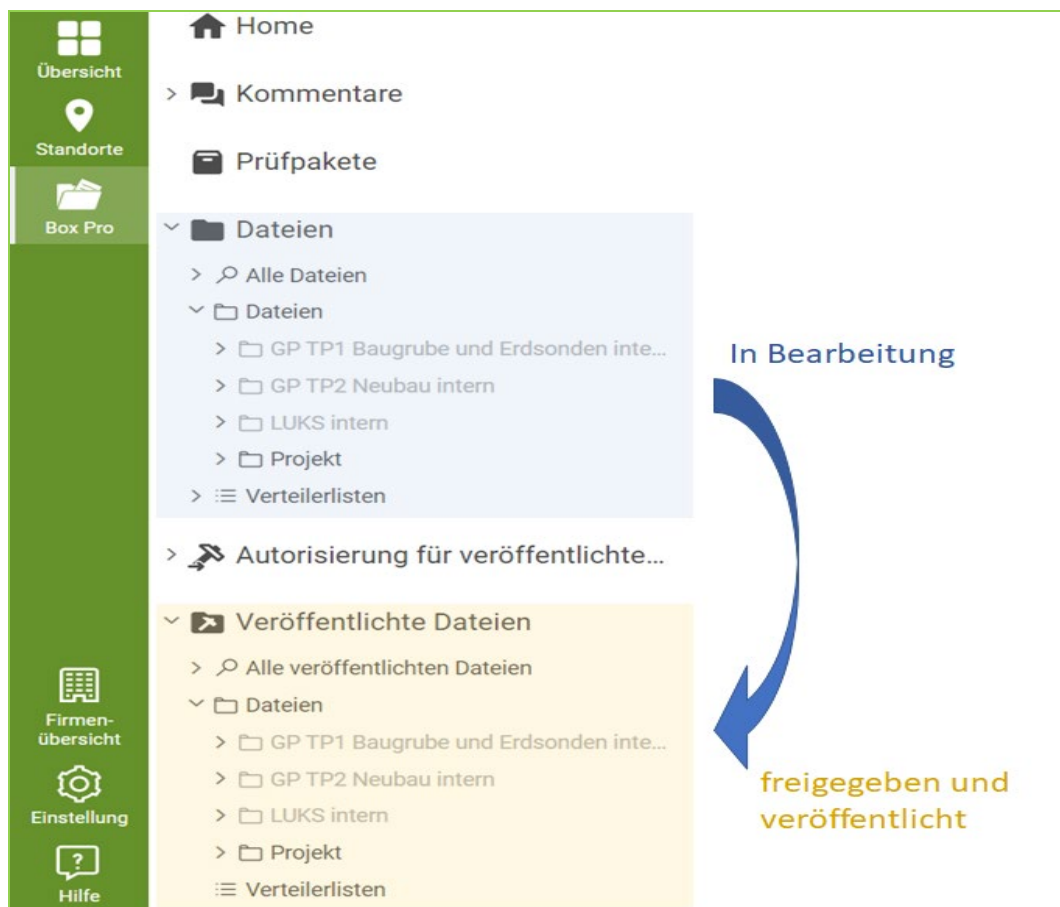 Übersicht
Standorte
Box Pro
Firmen-
übersicht
Einstellung
Hilfe
Home
Kommentare
Prüfpakete
Dateien
Alle Dateien
Dateien
GP TP1 Baugrube und Erdsonden inte...
GP TP2 Neubau intern
LUKS intern
Projekt
Verteilerlisten
Autorisierung für veröffentlichte...
Veröffentlichte Dateien
Alle veröffentlichten Dateien
Dateien
GP TP1 Baugrube und Erdsonden inte...
GP TP2 Neubau intern
LUKS intern
Projekt
Verteilerlisten
In Bearbeitung
freigegeben und
veröffentlicht